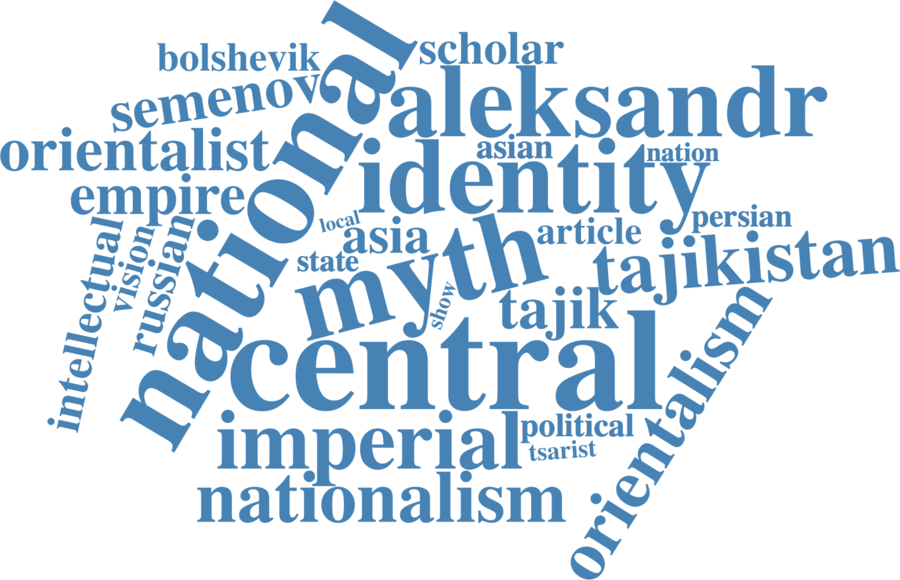 bolshevik
scholar
semenov
national
aleksandr
orientalist
asian
nation
identity
empire
local
asia
persian
article
intellectual
vision
russian
state
myth
tajikistan
show
tajik
central
orientalism
imperial
political
tsarist
nationalism